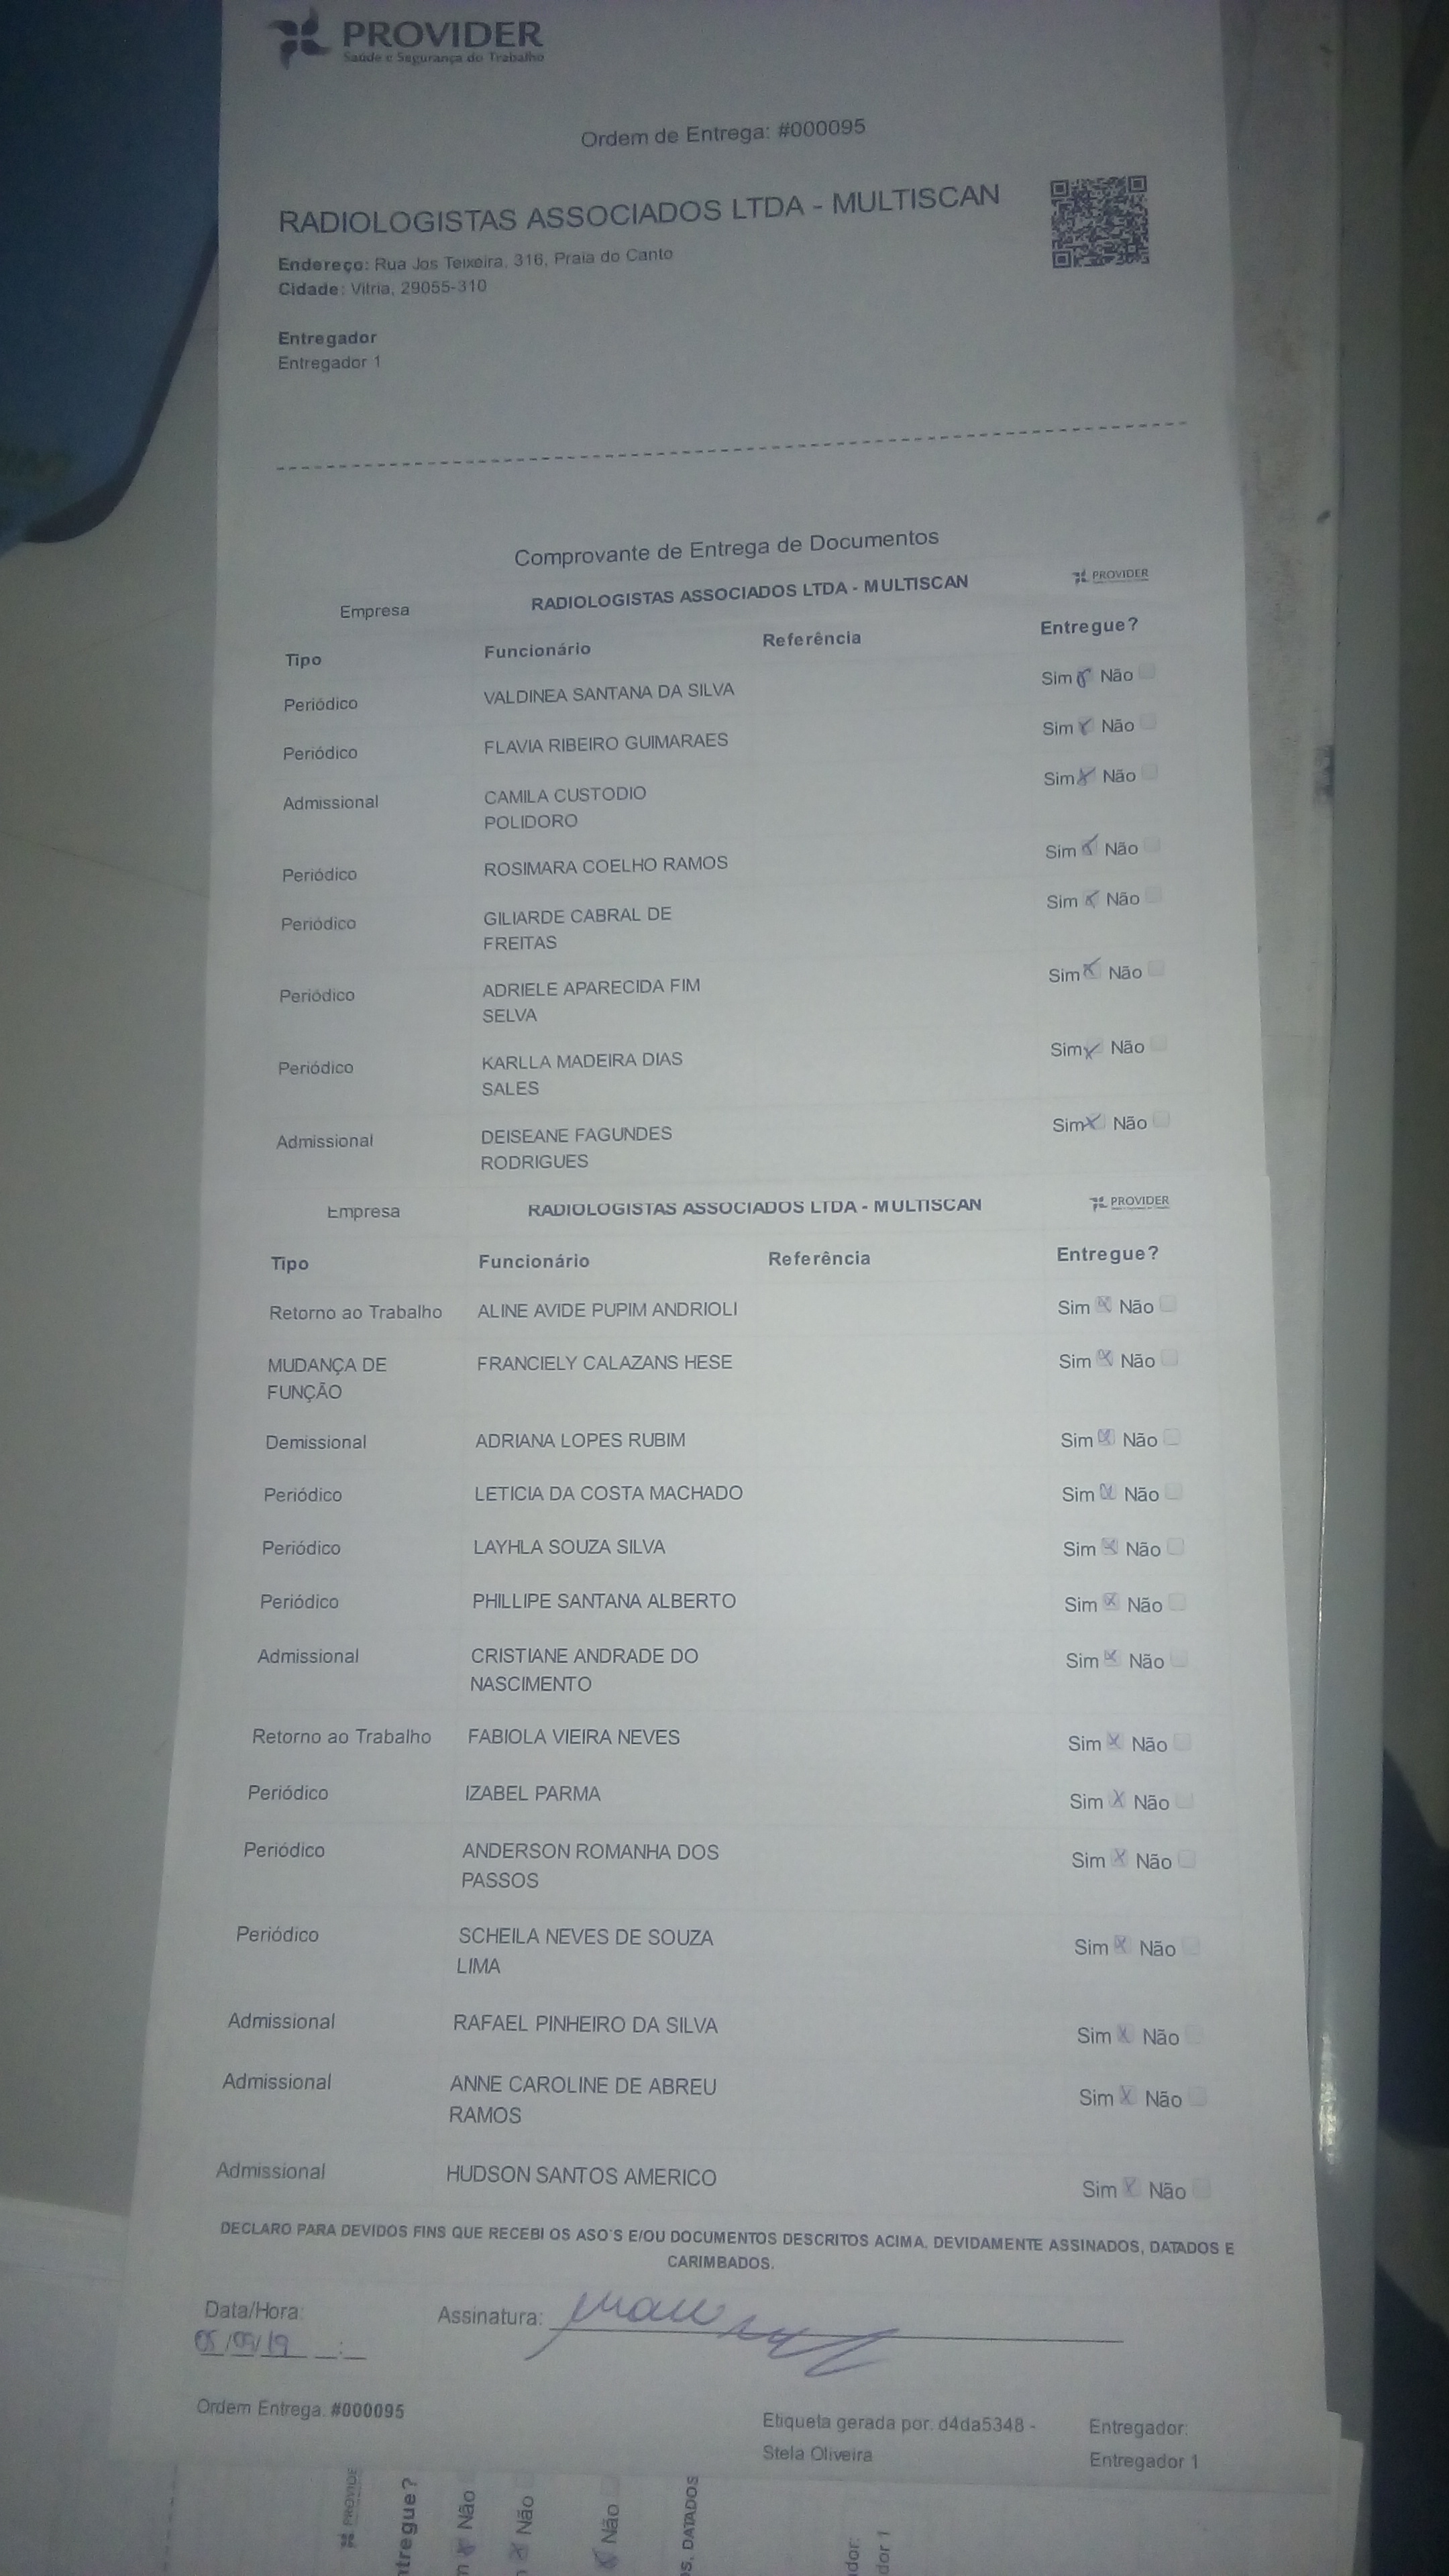 PROVIDER
Saúde e Segurança do Trabalho
Ordem de Entrega: #000095
RADIOLOGISTAS ASSOCIADOS LTDA - MULTISCAN
Endereço: Rua Jos Teixeira, 316, Praia do Canto
Cidade: Vitria, 29055-310
Entregador
Entregador 1
Comprovante de Entrega de Documentos
Empresa RADIOLOGISTAS ASSOCIADOS LTDA - MULTISCAN PROVIDER
Tipo Funcionário Referência Entregue?
Periódico VALDINEA SANTANA DA SILVA Sim Não
Periódico FLAVIA RIBEIRO GUIMARAES Sim Não
Admissional CAMILA CUSTODIO Sim Não
POLIDORO
Periódico ROSIMARA COELHO RAMOS Sim Não
Periódico GILIARDE CABRAL DE Sim Não
FREITAS
Periódico ADRIELE APARECIDA FIM Sim Não
SELVA
Periódico KARLLA MADEIRA DIAS Sim Não
SALES
Admissional DEISEANE FAGUNDES Sim Não
RODRIGUES
Empresa RADIOLOGISTAS ASSOCIADOS LTDA - MULTISCAN PROVIDER
Tipo Funcionário Referência Entregue?
Retorno ao Trabalho ALINE AVIDE PUPIM ANDRIOLI Sim Não
MUDANÇA DE FRANCIELY CALAZANS HESE Sim Não
FUNÇÃO
Demissional ADRIANA LOPES RUBIM Sim Não
Periódico LETICIA DA COSTA MACHADO Sim Não
Periódico LAYHLA SOUZA SILVA Sim Não
Periódico PHILLIPE SANTANA ALBERTO Sim Não
Admissional CRISTIANE ANDRADE DO Sim Não
NASCIMENTO
Retorno ao Trabalho FABIOLA VIEIRA NEVES Sim Não
Periódico IZABEL PARMA Sim Não
Periódico ANDERSON ROMANHA DOS Sim Não
PASSOS
Periódico SCHEILA NEVES DE SOUZA Sim Não
LIMA
Admissional RAFAEL PINHEIRO DA SILVA Sim Não
Admissional ANNE CAROLINE DE ABREU Sim Não
RAMOS
Admissional HUDSON SANTOS AMERICO Sim Não
DECLARO PARA DEVIDOS FINS QUE RECEBI OS ASO'S E/OU DOCUMENTOS DESCRITOS ACIMA, DEVIDAMENTE ASSINADOS, DATADOS E
CARIMBADOS.
Data/Hora: Assinatura:
05/09/19
Ordem Entrega: #000095
Etiqueta gerada por: d4da5348 - Entregador:
Stela Oliveira Entregador 1
PROVIDE
ntregue?
Não
Não
Não
S, DATADOS
dor:
dor 1